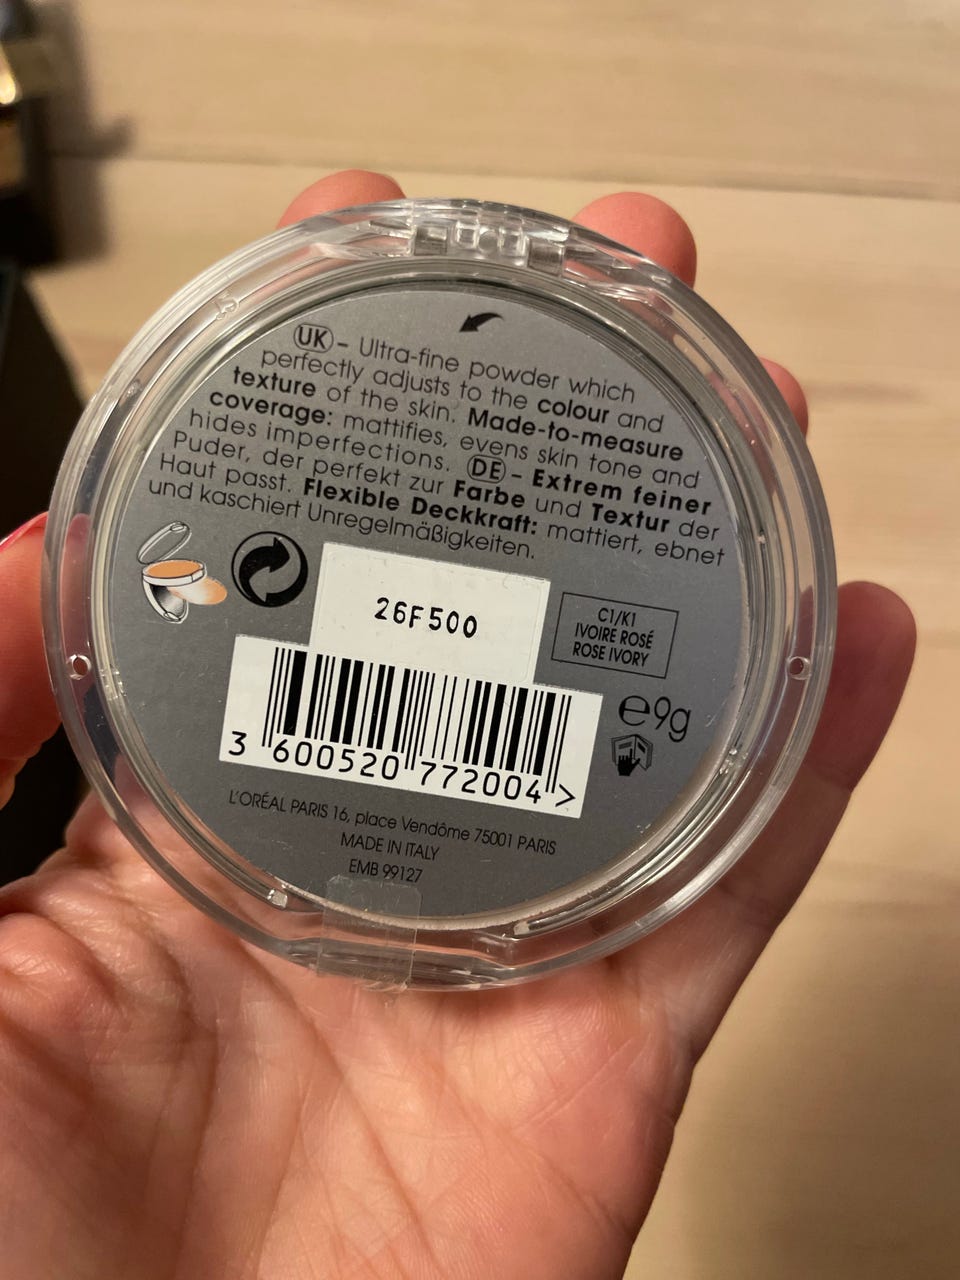 UK - Ultra-fine powder which
perfectly adjusts to the colour and
texture of the skin. Made-to-measure
coverage: mattifies, evens skin tone and
hides imperfections. DE - Extrem feiner
Puder, der perfekt zur Farbe und Textur der
Haut passt. Flexible Deckkraft: mattiert, ebnet
und kaschiert Unregelmäßigkeiten.
26F500
C1/K1
IVOIRE ROSÉ
ROSE IVORY
e9g
3 600520 772004 >
L'ORÉAL PARIS 16, place Vendôme 75001 PARIS
MADE IN ITALY
EMB 99127